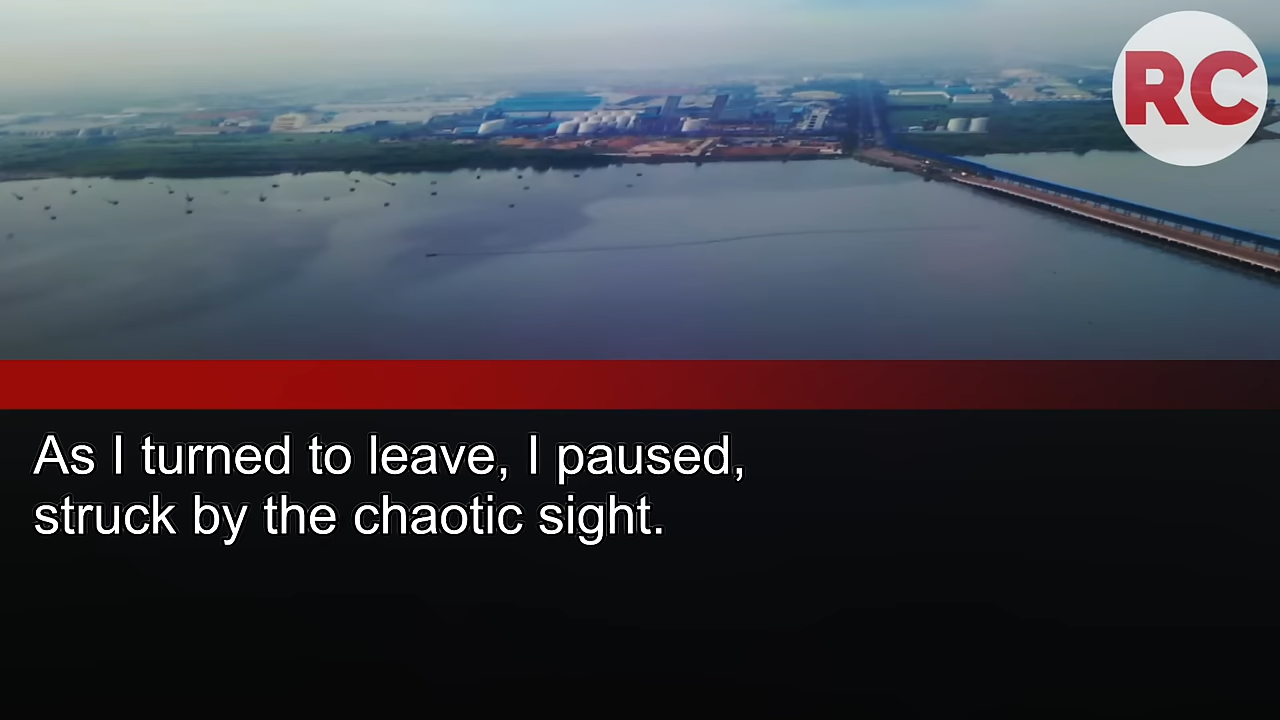 RC
As I turned to leave, I paused,
struck by the chaotic sight.